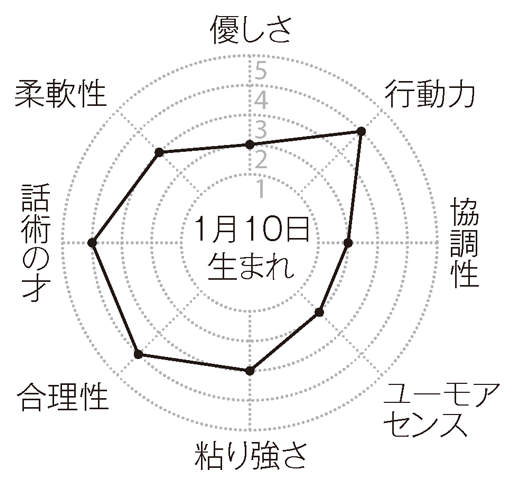 優しさ
行動力
柔軟性
5
4
3
2
1
話術の才
協調性
1月10日
生まれ
合理性
ユーモア
センス
粘り強さ